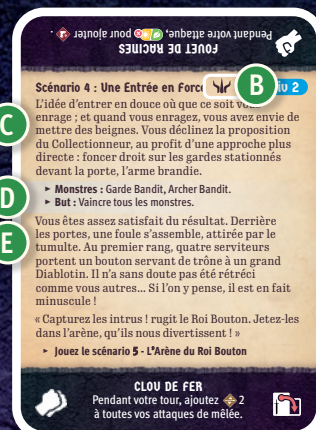 FOUET DE RACINES
Pendant votre attaque, pour ajouter .
Scénario 4 : Une Entrée en Forc
B
iv 2
C
L'idée d'entrer en douce où que ce soit vous
enrage ; et quand vous enragez, vous avez envie de
mettre des beignes. Vous déclinez la proposition
du Collectionneur, au profit d'une approche plus
directe : foncer droit sur les gardes stationnés
devant la porte, l'arme brandie.
D
► Monstres : Garde Bandit, Archer Bandit.
► But : Vaincre tous les monstres.
E
Vous êtes assez satisfait du résultat. Derrière
les portes, une foule s'assemble, attirée par le
tumulte. Au premier rang, quatre serviteurs
portent un bouton servant de trône à un grand
Diablotin. Il n'a sans doute pas été rétréci
comme vous autres... Si l'on y pense, il est en fait
minuscule !
« Capturez les intrus ! rugit le Roi Bouton. Jetez-les
dans l'arène, qu'ils nous divertissent ! »
► Jouez le scénario 5 - L'Arène du Roi Bouton
CLOU DE FER
Pendant votre tour, ajoutez 2
à toutes vos attaques de mêlée.